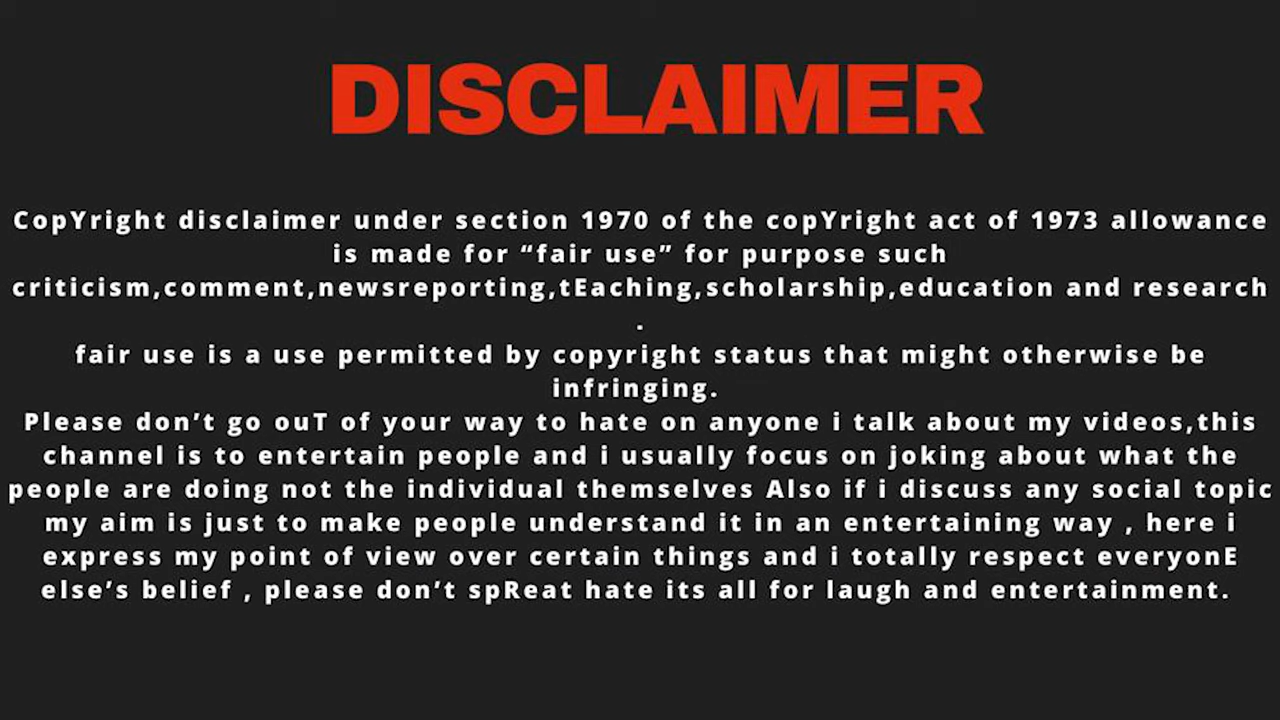 DISCLAIMER
CopYright disclaimer under section 1970 of the copYright act of 1973 allowance
is made for “fair use” for purpose such
criticism,comment,newsreporting,tEaching,scholarship,education and research
.
fair use is a use permitted by copyright status that might otherwise be
infringing.
Please don’t go ouT of your way to hate on anyone i talk about my videos,this
channel is to entertain people and i usually focus on joking about what the
people are doing not the individual themselves Also if i discuss any social topic
my aim is just to make people understand it in an entertaining way , here i
express my point of view over certain things and i totally respect everyonE
else’s belief , please don’t spReat hate its all for laugh and entertainment.